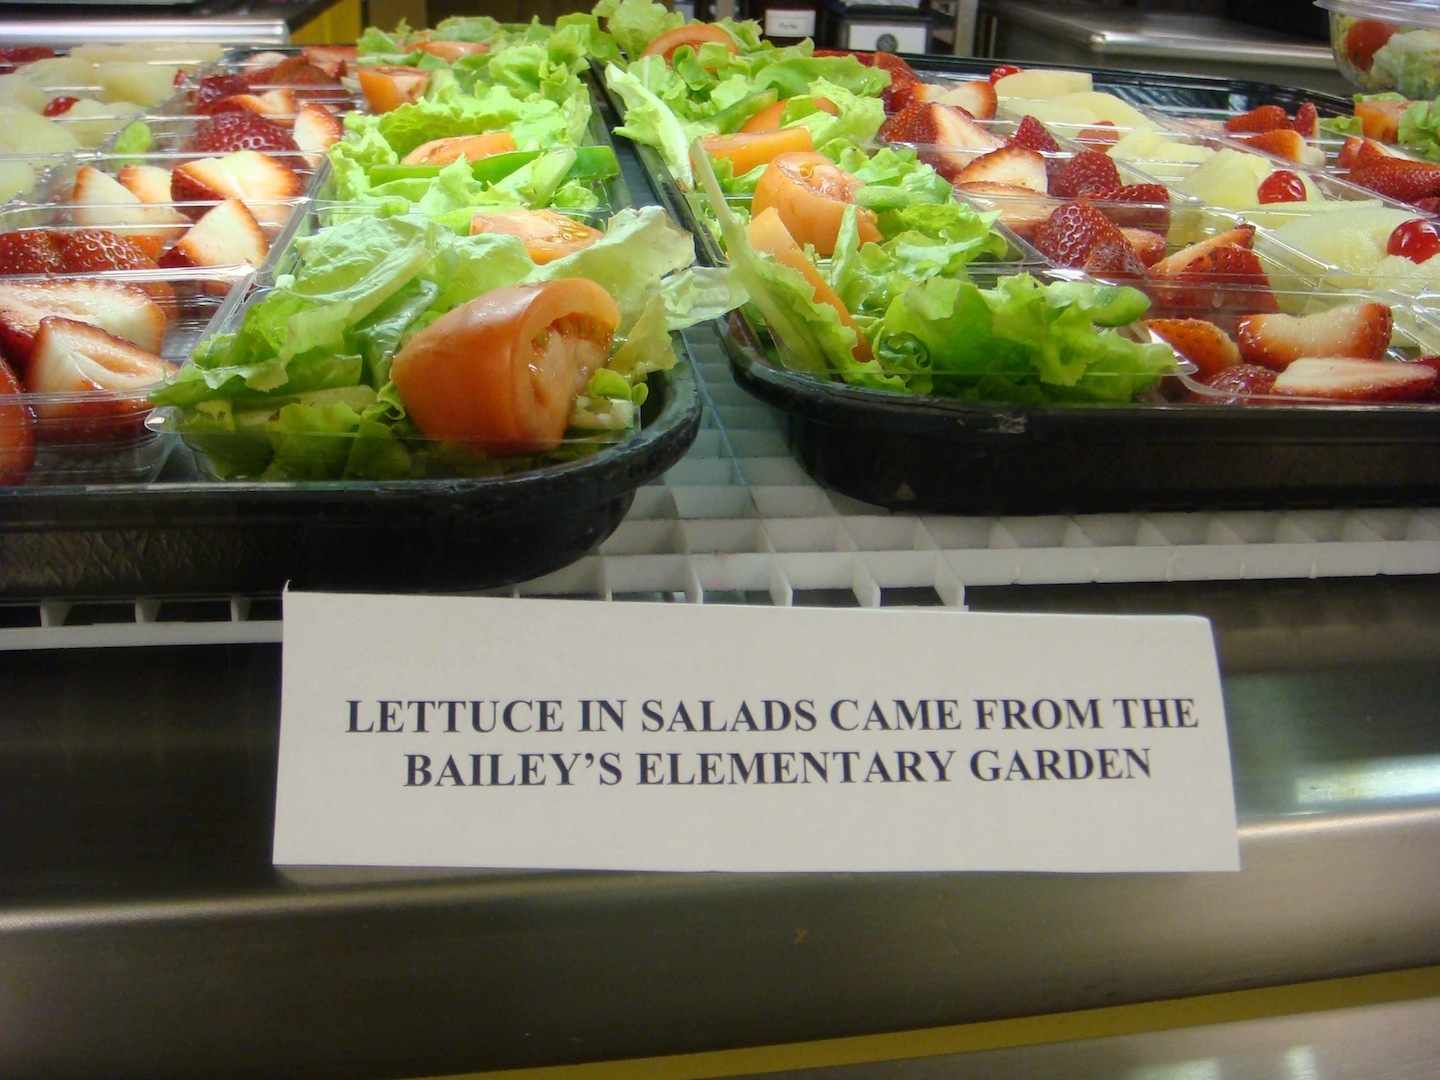 LETTUCE IN SALADS CAME FROM THE
BAILEY’S ELEMENTARY GARDEN